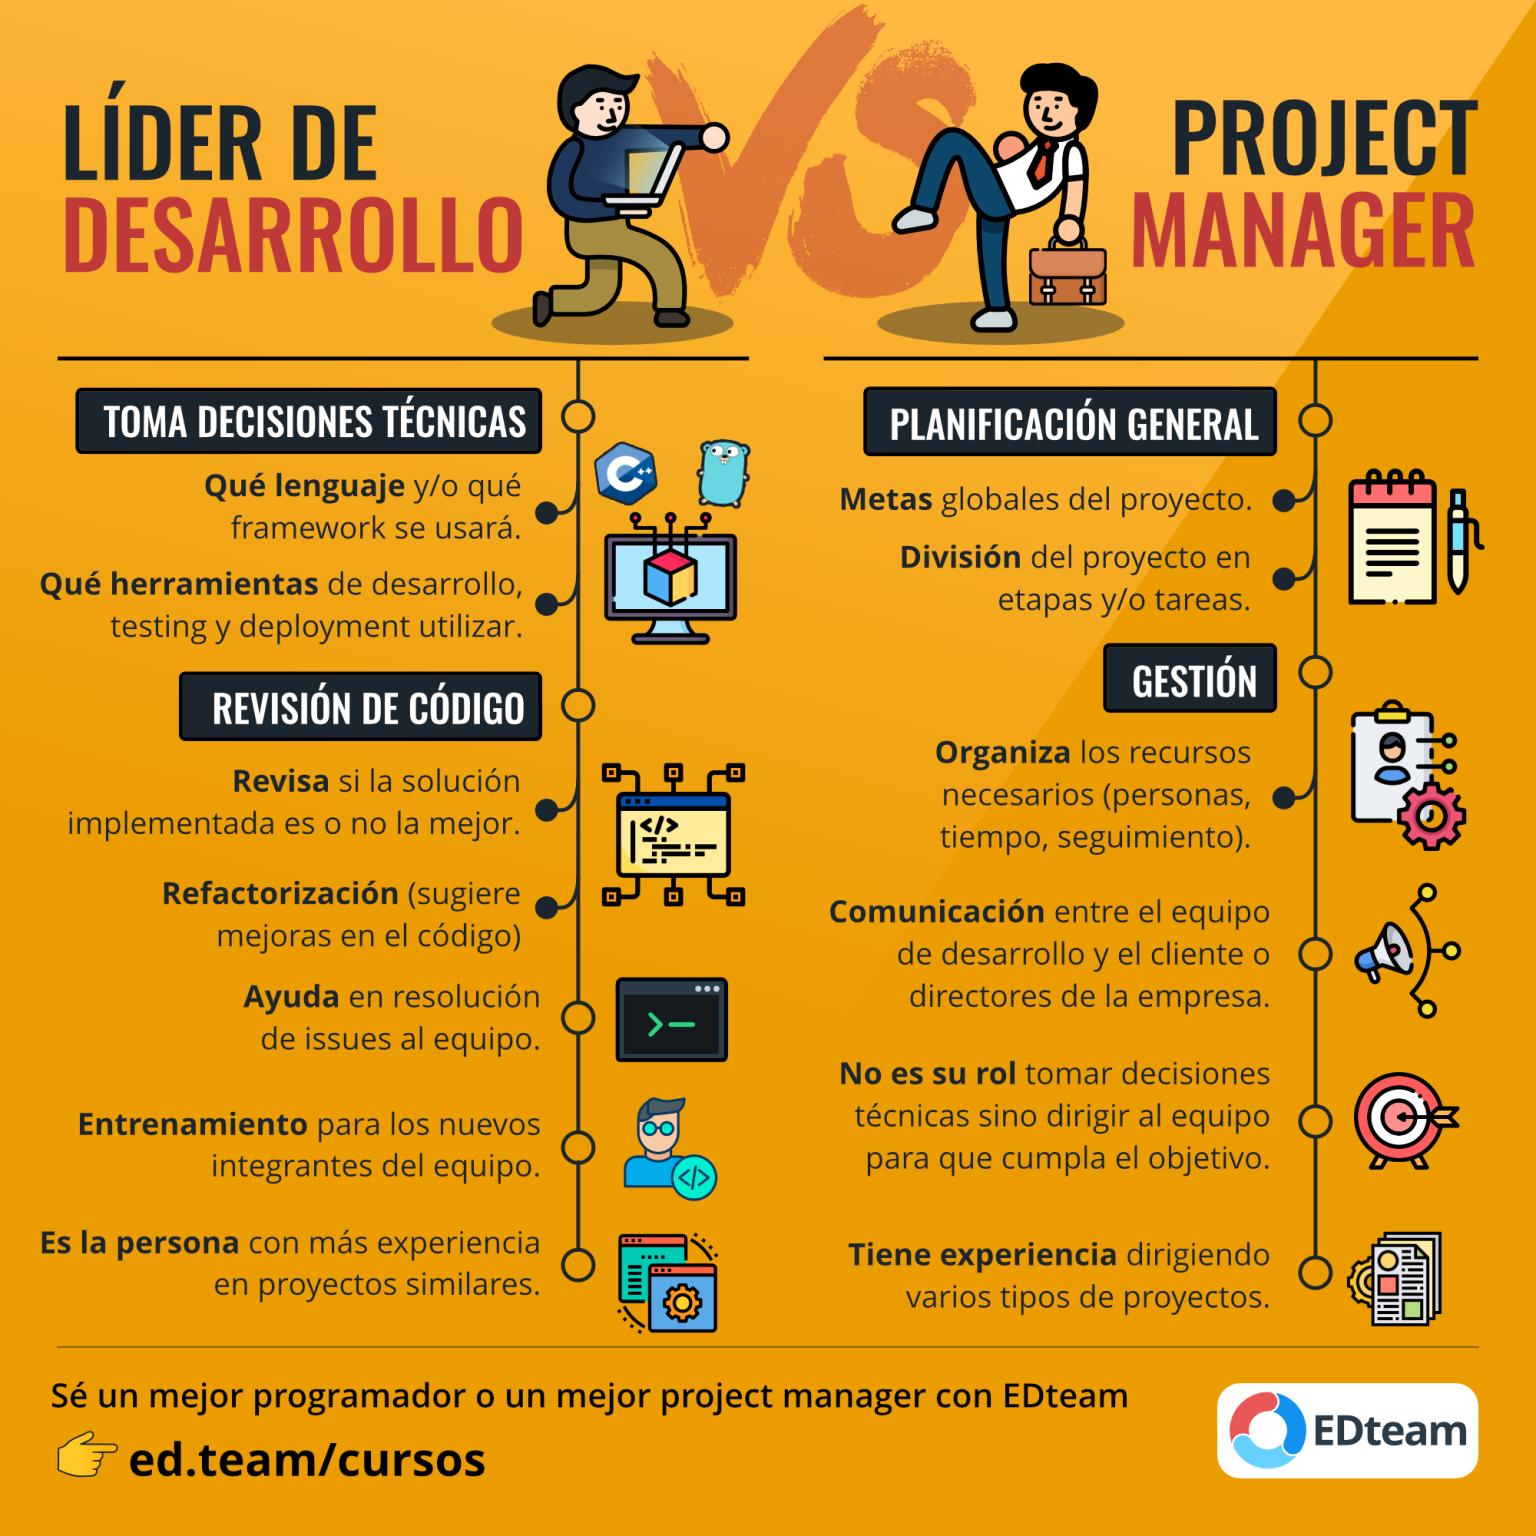 LÍDER DE
DESARROLLO
VS
PROJECT
MANAGER
TOMA DECISIONES TÉCNICAS
Qué lenguaje y/o qué
framework se usará.
C++
Qué herramientas de desarrollo,
testing y deployment utilizar.
REVISIÓN DE CÓDIGO
Revisa si la solución
implementada es o no la mejor.
</>
Refactorización (sugiere
mejoras en el código)
Ayuda en resolución
de issues al equipo.
Entrenamiento para los nuevos
integrantes del equipo.
</>
Es la persona con más experiencia
en proyectos similares.
PLANIFICACIÓN GENERAL
Metas globales del proyecto.
División del proyecto en
etapas y/o tareas.
GESTIÓN
Organiza los recursos
necesarios (personas,
tiempo, seguimiento).
Comunicación entre el equipo
de desarrollo y el cliente o
directores de la empresa.
No es su rol tomar decisiones
técnicas sino dirigir al equipo
para que cumpla el objetivo.
Tiene experiencia dirigiendo
varios tipos de proyectos.
Sé un mejor programador o un mejor project manager con EDteam
ed.team/cursos
EDteam